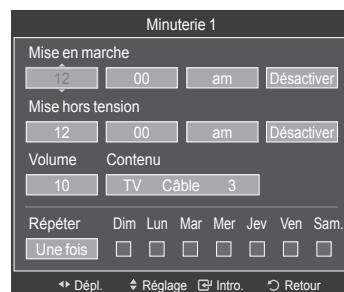 Minuterie 1
Mise en marche
12 00 am Désactiver
Mise hors tension
12 00 am Désactiver
Volume Contenu
10 TV Câble 3
Répéter Dim Lun Mar Mer Jev Ven Sam.
Une fois
Dépl. Réglage Intro. Retour